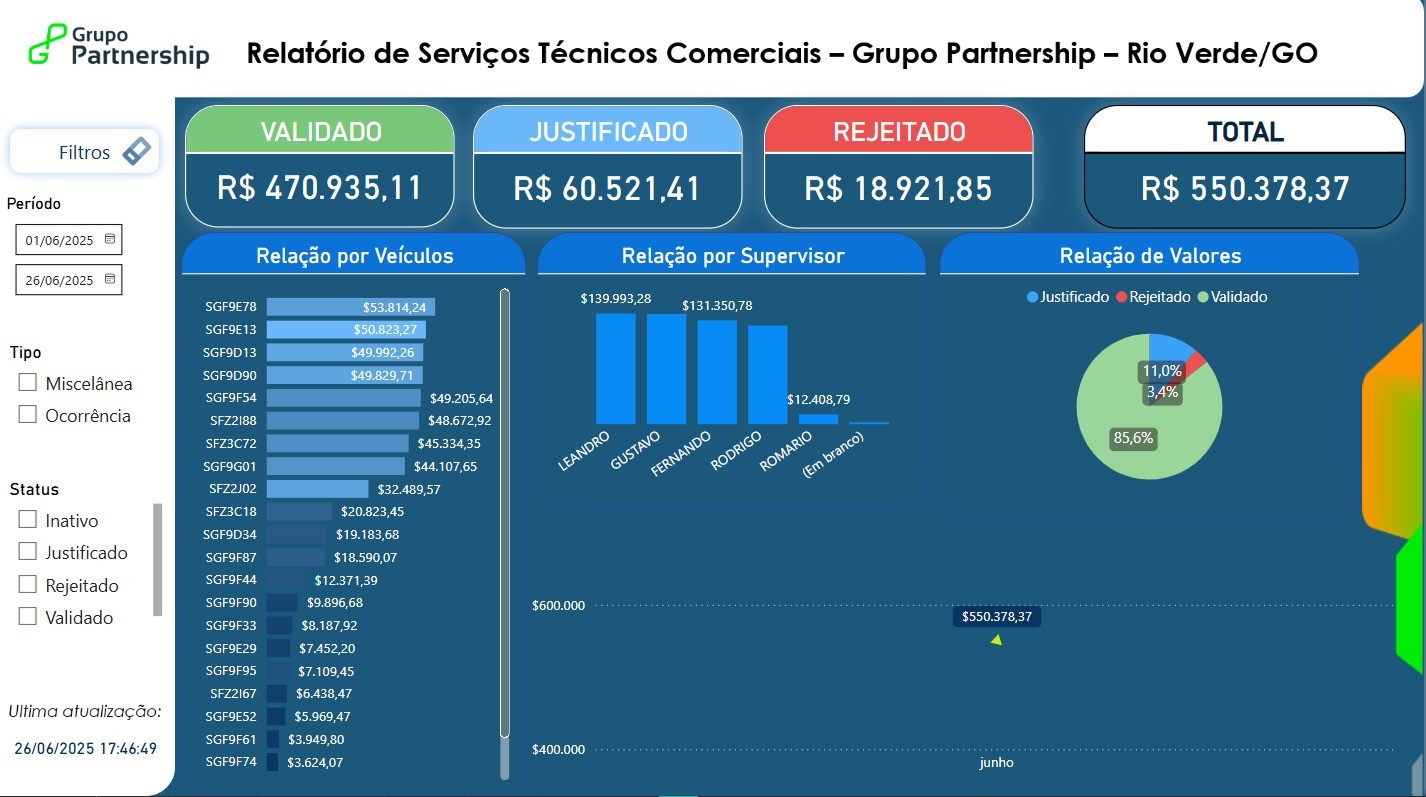 Grupo
Partnership
Relatório de Serviços Técnicos Comerciais – Grupo Partnership – Rio Verde/GO
Filtros
Período
01/06/2025
26/06/2025
Tipo
Miscelânea
Ocorrência
Status
Inativo
Justificado
Rejeitado
Validado
Ultima atualização:
26/06/2025 17:46:49
VALIDADO
R$ 470.935,11
JUSTIFICADO
R$ 60.521,41
REJEITADO
R$ 18.921,85
TOTAL
R$ 550.378,37
Relação por Veículos
SGF9E78 $53.814,24
SGF9E13 $50.823,27
SGF9D13 $49.992,26
SGF9D90 $49.829,71
SGF9F54 $49.205,64
SFZ2I88 $48.672,92
SFZ3C72 $45.334,35
SGF9G01 $44.107,65
SFZ2J02 $32.489,57
SFZ3C18 $20.823,45
SGF9D34 $19.183,68
SGF9F87 $18.590,07
SGF9F44 $12.371,39
SGF9F90 $9.896,68
SGF9F33 $8.187,92
SGF9E29 $7.452,20
SGF9F95 $7.109,45
SFZ2I67 $6.438,47
SGF9E52 $5.969,47
SGF9F61 $3.949,80
SGF9F74 $3.624,07
Relação por Supervisor
$139.993,28 $131.350,78
$12.408,79
LEANDRO GUSTAVO FERNANDO RODRIGO ROMARIO (Em branco)
Relação de Valores
Justificado Rejeitado Validado
11,0%
3,4%
85,6%
$600.000
$550.378,37
$400.000
junho